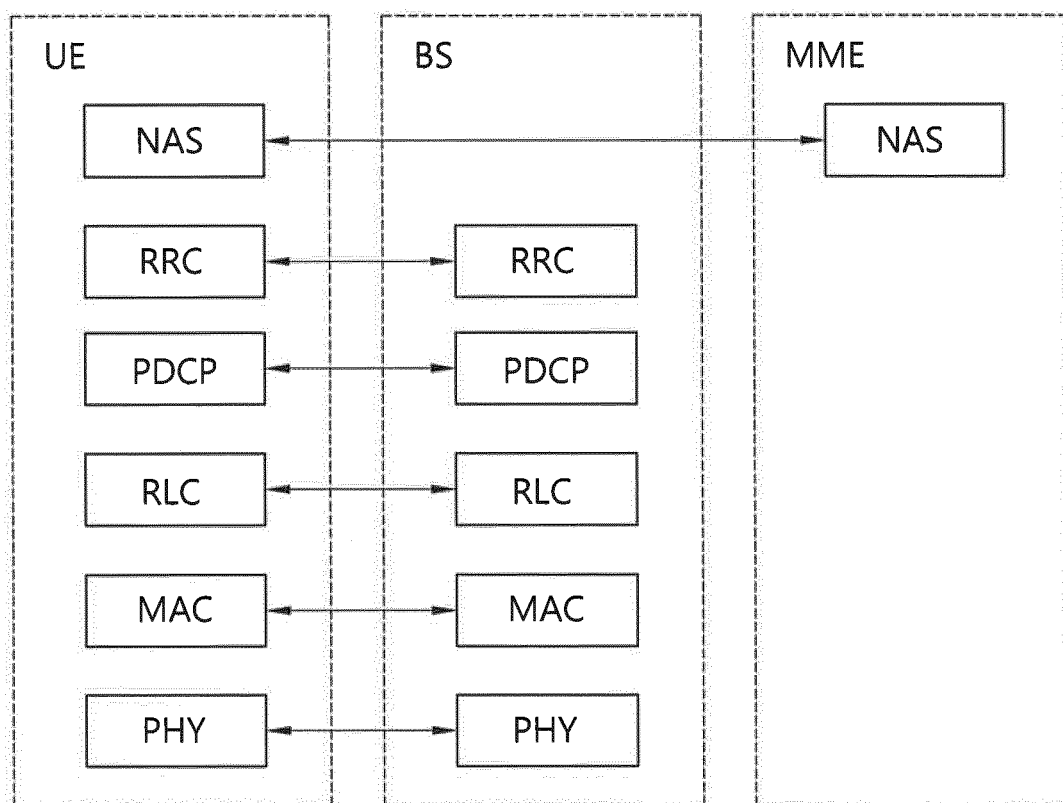 UE BS MME
NAS NAS
RRC RRC
PDCP PDCP
RLC RLC
MAC MAC
PHY PHY